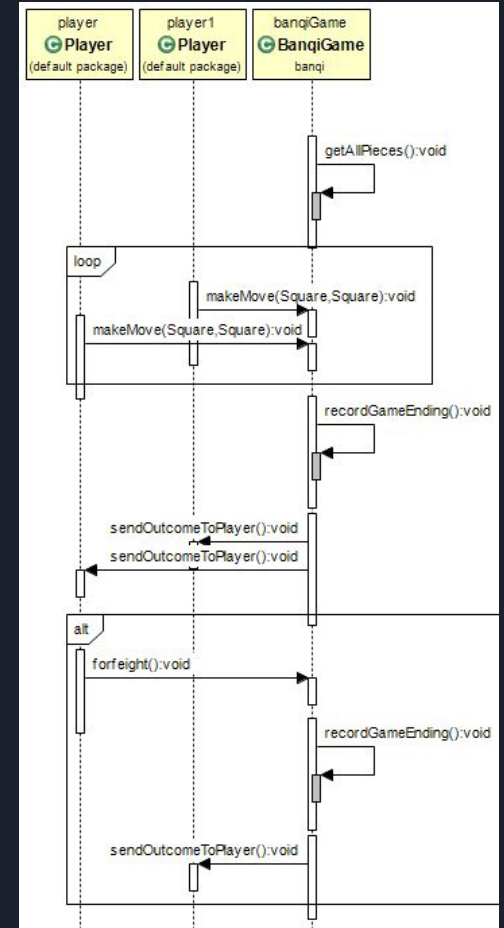 player
C Player
(default package)
player1
C Player
(default package)
banqiGame
C BanqiGame
banqi
getAllPieces():void
loop
makeMove(Square,Square):void
makeMove(Square,Square):void
recordGameEnding():void
sendOutcomeToPlayer():void
sendOutcomeToPlayer():void
alt
forfeight():void
recordGameEnding():void
sendOutcomeToPlayer():void